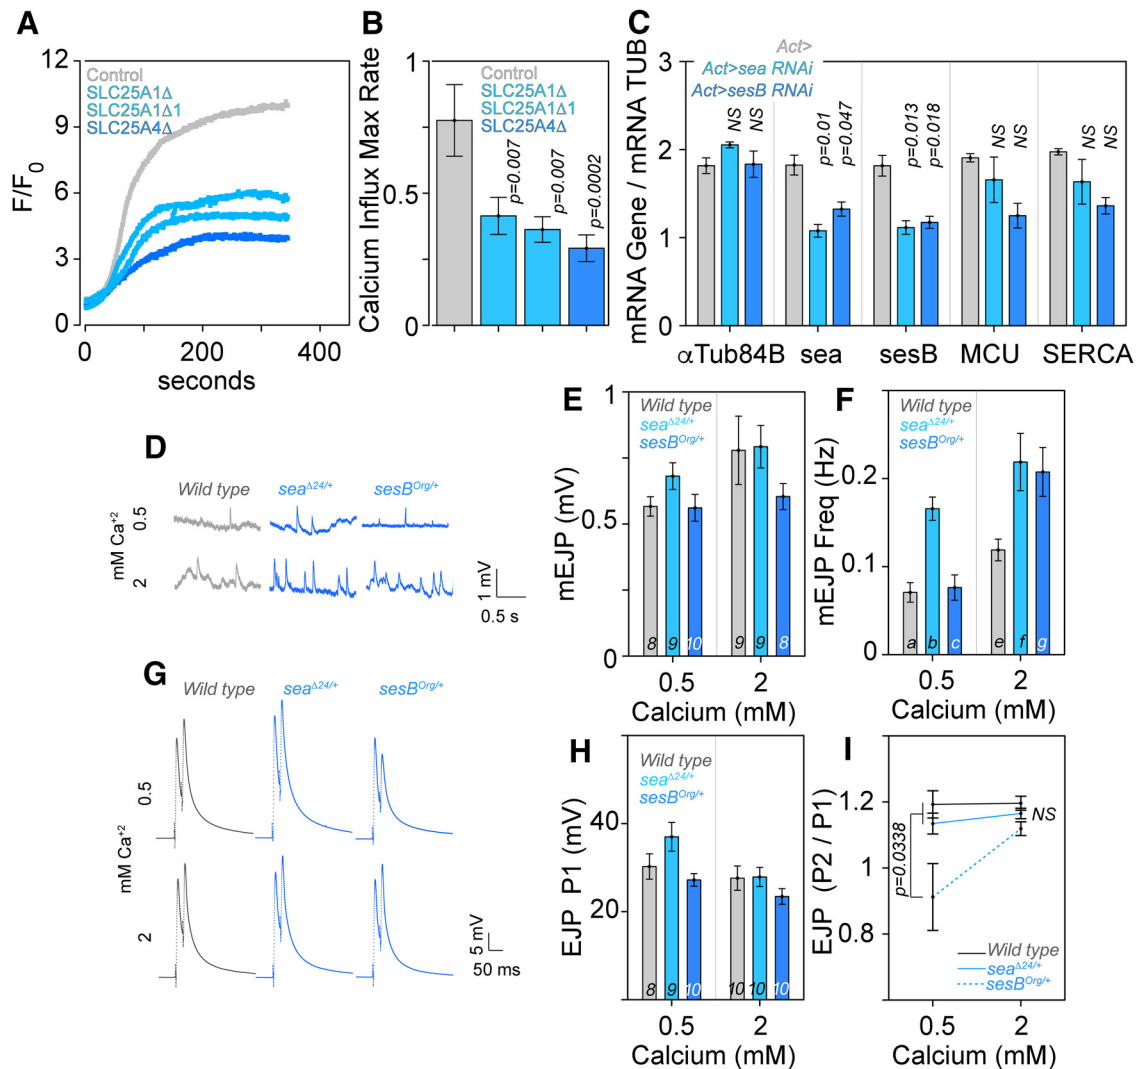 A
12
9
6
3
0
F/F0
Control
SLC25A1Δ
SLC25A1Δ1
SLC25A4Δ
0
200
400
seconds
B
1
0.5
0
Calcium Influx Max Rate
Control
SLC25A1Δ
SLC25A1Δ1
SLC25A4Δ
p=0.007
p=0.007
p=0.0002
C
3
2
1
0
mRNA Gene / mRNA TUB
Act>
Act>sea RNAi
Act>sesB RNAi
NS
NS
p=0.01
p=0.047
p=0.013
p=0.018
NS
NS
NS
NS
αTub84B
sea
sesB
MCU
SERCA
D
Wild type
seaΔ24/+
sesBOrg/+
mM Ca+2
0.5
2
1 mV
0.5 s
E
1
0.5
0
mEJP (mV)
Wild type
seaΔ24/+
sesBOrg/+
8
9
10
9
9
8
0.5
2
Calcium (mM)
F
0.2
0.1
0
mEJP Freq (Hz)
Wild type
seaΔ24/+
sesBOrg/+
a
b
c
e
f
g
0.5
2
Calcium (mM)
G
Wild type
seaΔ24/+
sesBOrg/+
mM Ca+2
0.5
2
5 mV
50 ms
H
40
20
EJP P1 (mV)
Wild type
seaΔ24/+
sesBOrg/+
8
9
10
10
10
10
0.5
2
Calcium (mM)
I
1.2
1
0.8
EJP (P2 / P1)
p=0.0338
NS
Wild type
seaΔ24/+
sesBOrg/+
0.5
2
Calcium (mM)